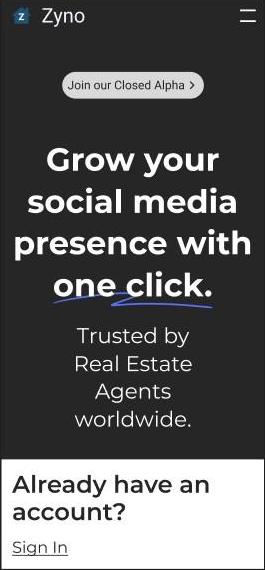 Z Zyno
Join our Closed Alpha >
Grow your
social media
presence with
one click.
Trusted by
Real Estate
Agents
worldwide.
Already have an
account?
Sign In